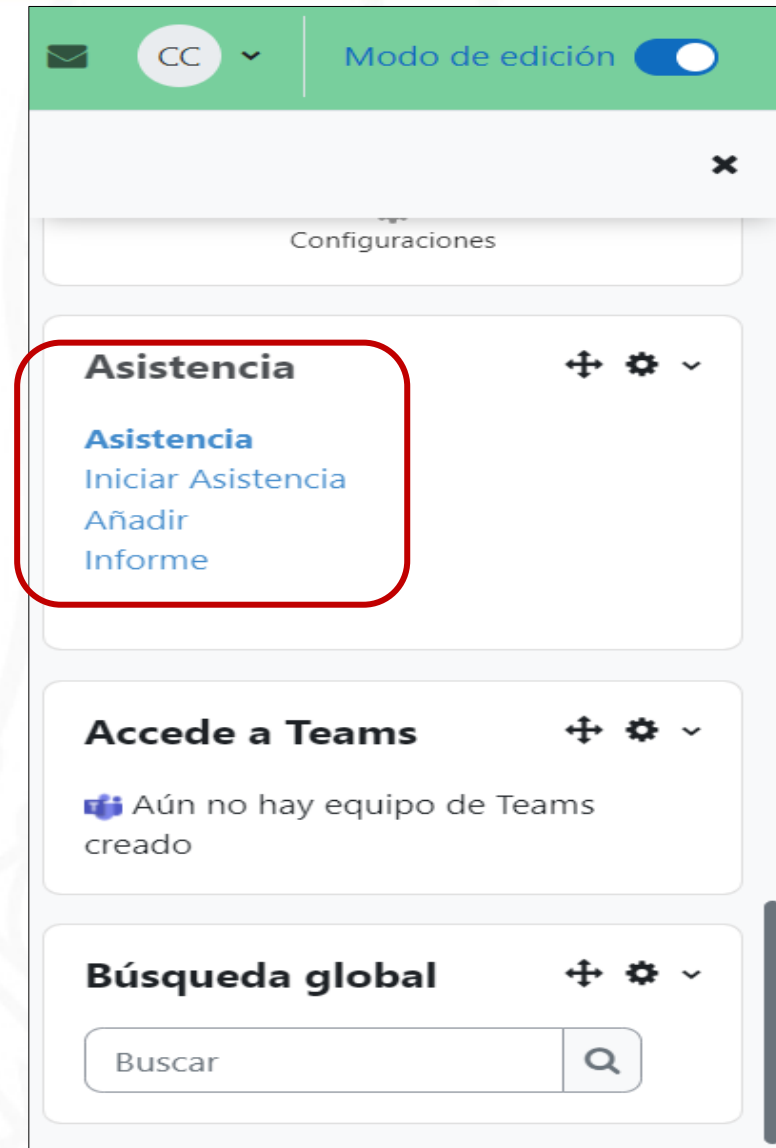 CC
Modo de edición
Configuraciones
Asistencia
Asistencia
Iniciar Asistencia
Añadir
Informe
Accede a Teams
Aún no hay equipo de Teams
creado
Búsqueda global
Buscar